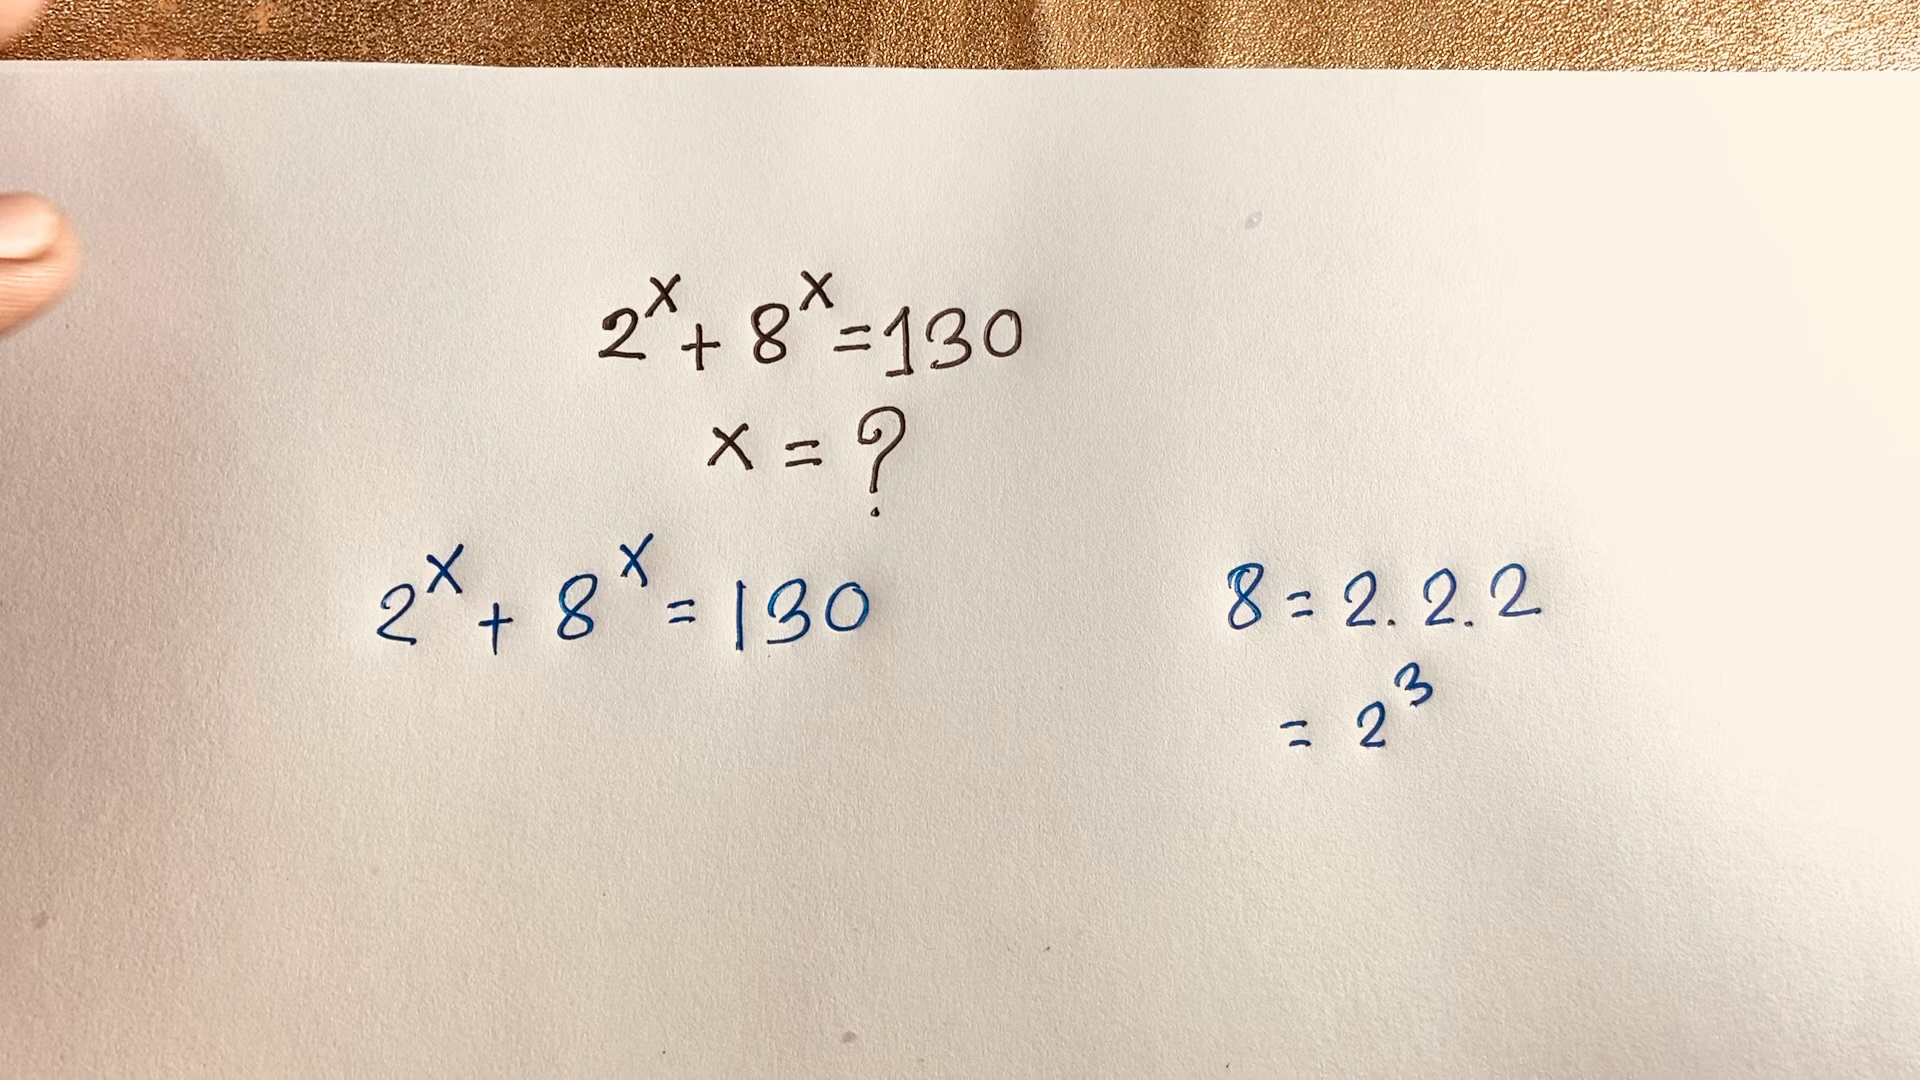 2^x + 8^x = 130
x = ?
2^x + 8^x = 130
8 = 2.2.2
= 2^3